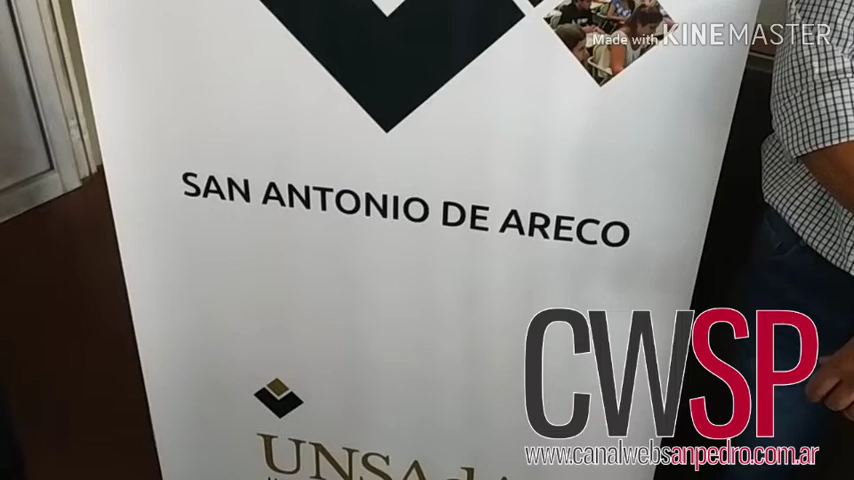 Made with KINEMASTER
SAN ANTONIO DE ARECO
CWSP
www.canalwebsanpedro.com.ar
UNSAdA